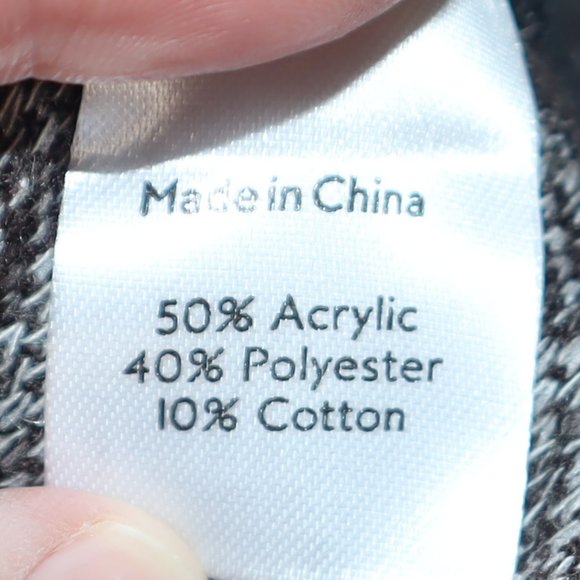 Made in China
50% Acrylic
40% Polyester
10% Cotton